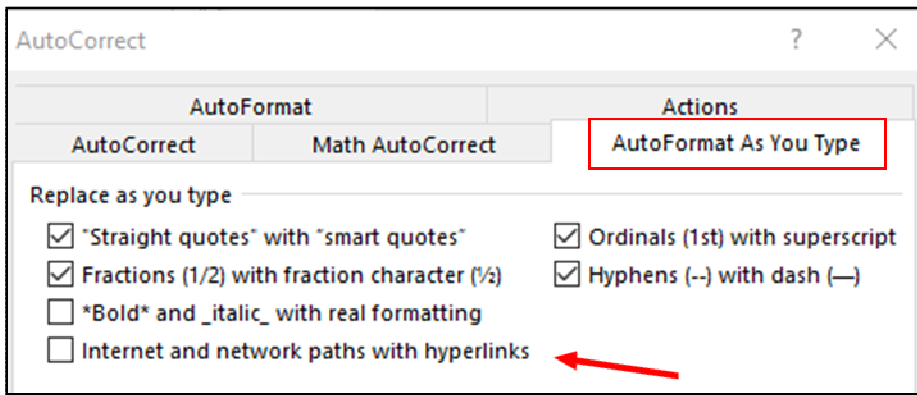 AutoCorrect ? ×
AutoFormat Actions
AutoCorrect Math AutoCorrect AutoFormat As You Type
Replace as you type
"Straight quotes" with “smart quotes”
Ordinals (1st) with superscript
Fractions (1/2) with fraction character (½)
Hyphens (--) with dash (—)
*Bold* and _italic_ with real formatting
Internet and network paths with hyperlinks